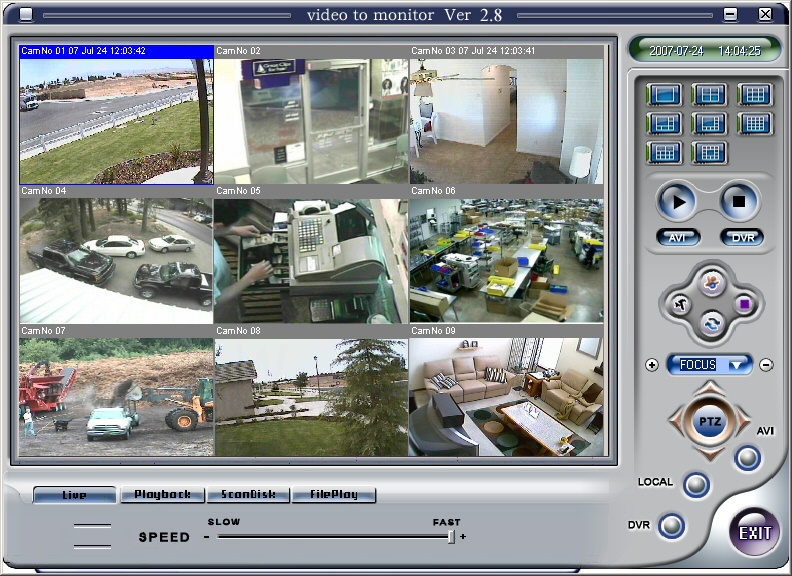 video to monitor Ver 2.8
CamNo 01 07 Jul 24 12:03:42
CamNo 02
CamNo 03 07 Jul 24 12:03:41
2007-07-24 14:04:25
CamNo 04
CamNo 05
CamNo 06
AVI
DVR
CamNo 07
CamNo 08
CamNo 09
FOCUS
PTZ
AVI
LOCAL
DVR
EXIT
Live
Playback
ScanDisk
FilePlay
SLOW
FAST
SPEED
- +